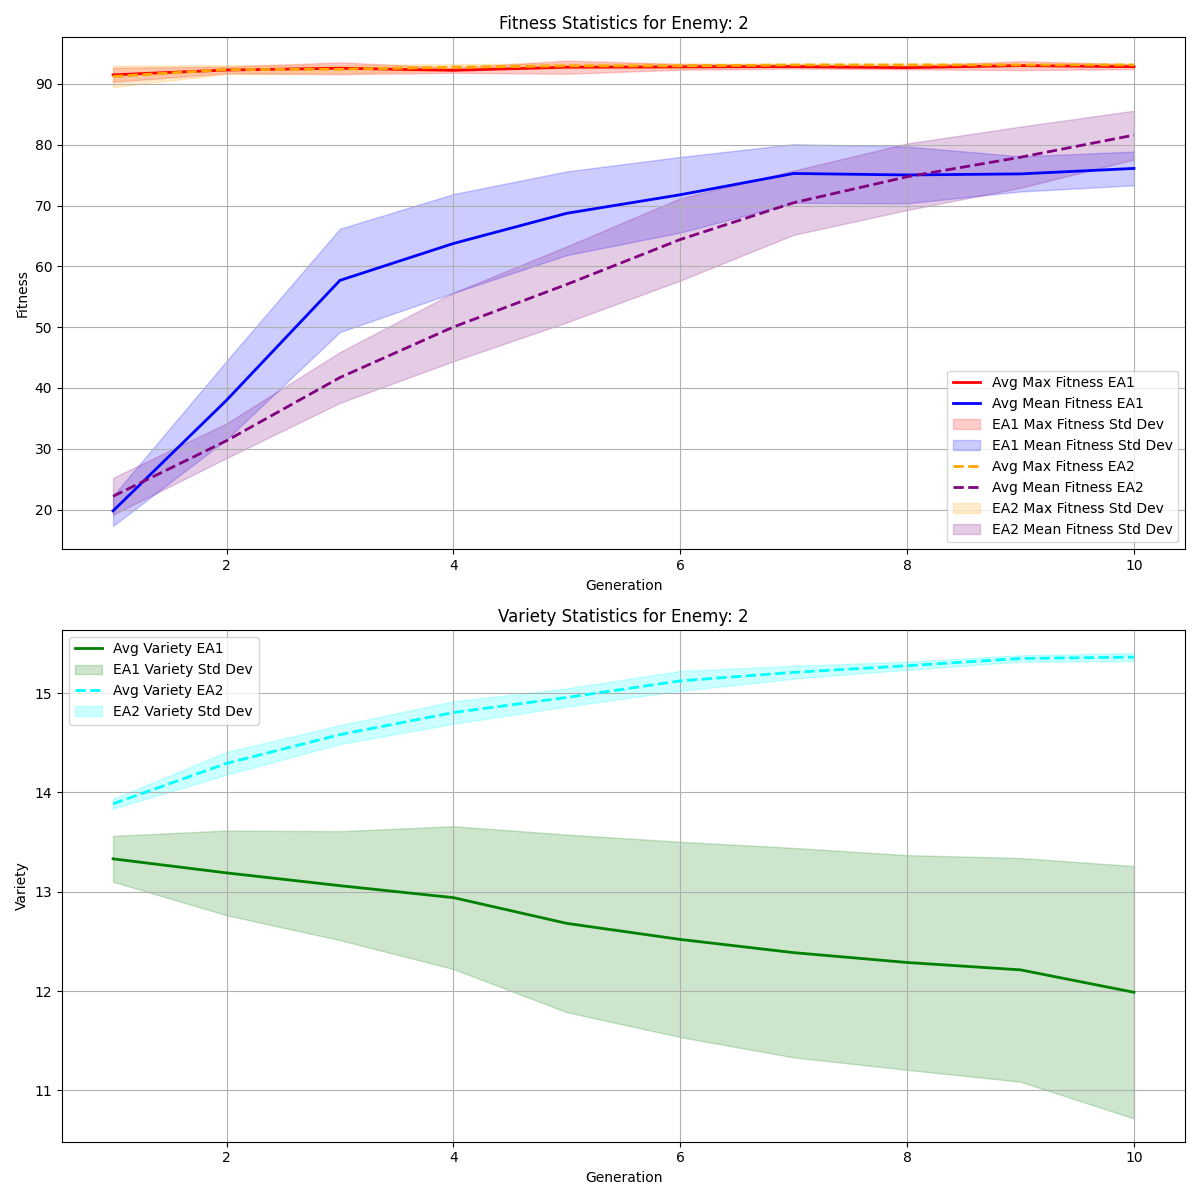 Fitness Statistics for Enemy: 2
90
80
70
60
50
40
30
20
Fitness
Avg Max Fitness EA1
Avg Mean Fitness EA1
EA1 Max Fitness Std Dev
EA1 Mean Fitness Std Dev
Avg Max Fitness EA2
Avg Mean Fitness EA2
EA2 Max Fitness Std Dev
EA2 Mean Fitness Std Dev
2 4 6 8 10
Generation
Variety Statistics for Enemy: 2
Avg Variety EA1
EA1 Variety Std Dev
Avg Variety EA2
EA2 Variety Std Dev
15
14
13
12
11
Variety
2 4 6 8 10
Generation